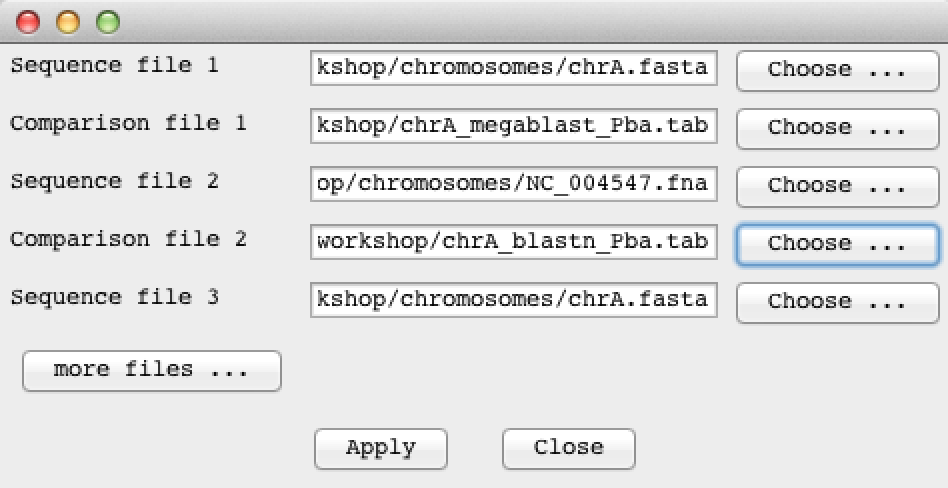 Sequence file 1 kshop/chromosomes/chrA.fasta Choose ...
Comparison file 1 kshop/chrA_megablast_Pba.tab Choose ...
Sequence file 2 op/chromosomes/NC_004547.fna Choose ...
Comparison file 2 workshop/chrA_blastn_Pba.tab Choose ...
Sequence file 3 kshop/chromosomes/chrA.fasta Choose ...
more files ...
Apply Close